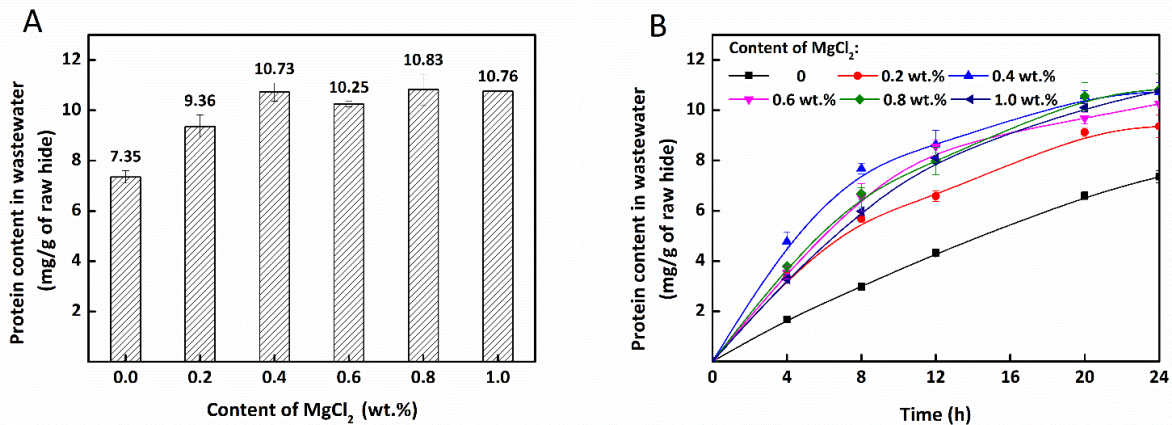 A
Protein content in wastewater
(mg/g of raw hide)
12
10
8
6
4
2
7.35
9.36
10.73
10.25
10.83
10.76
0.0 0.2 0.4 0.6 0.8 1.0
Content of MgCl2 (wt.%)
B
Protein content in wastewater
(mg/g of raw hide)
12
10
8
6
4
2
Content of MgCl2:
0 0.2 wt.% 0.4 wt.%
0.6 wt.% 0.8 wt.% 1.0 wt.%
0 4 8 12 16 20 24
Time (h)